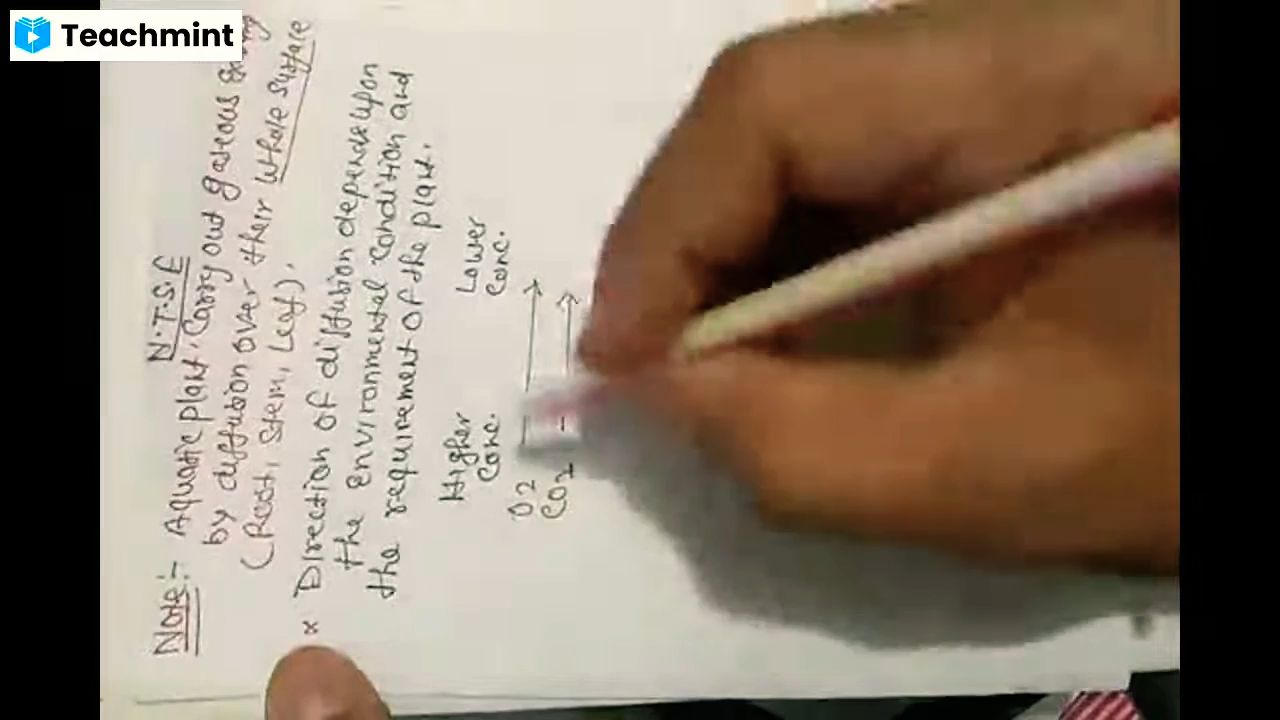 Teachmint
N.T.S.E
Note:- Aquatic plant carry out gaseous
by diffusion over their whole surface
(Root, Stem, Leaf).
* Direction of diffusion depends upon
the environmental condition and
the requirement of the plant.
Higher Conc. Lower Conc.
O2
CO2